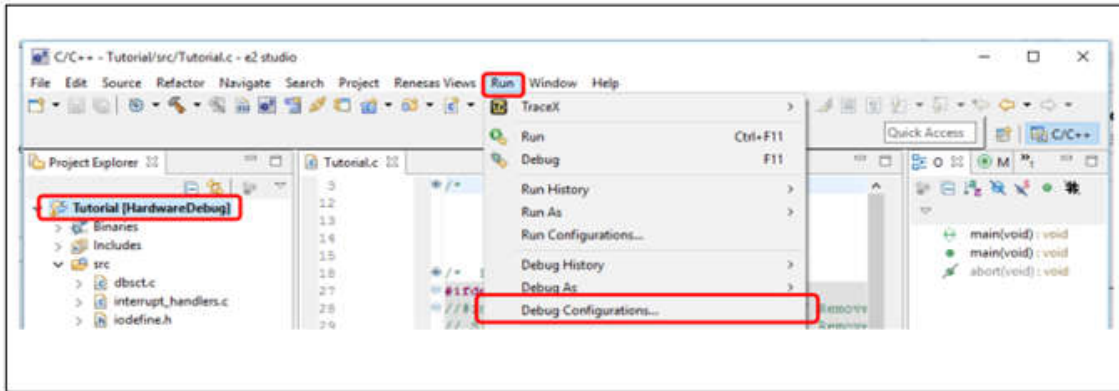 C/C++ - Tutorial/src/Tutorial.c - e2 studio
File Edit Source Refactor Navigate Search Project Renesas Views Run Window Help
TraceX
Quick Access
C/C++
Run Ctrl+F11
Debug F11
Run History
Run As
Run Configurations...
Debug History
Debug As
Debug Configurations...
Project Explorer
Tutorial [HardwareDebug]
Binaries
Includes
src
dbsct.c
interrupt_handlers.c
iodefine.h
Tutorial.c
3 /*
12
13
14
15
18 /*
27
28
29
Remove
Remove
O
M
main(void) : void
main(void) : void
abort(void) : void